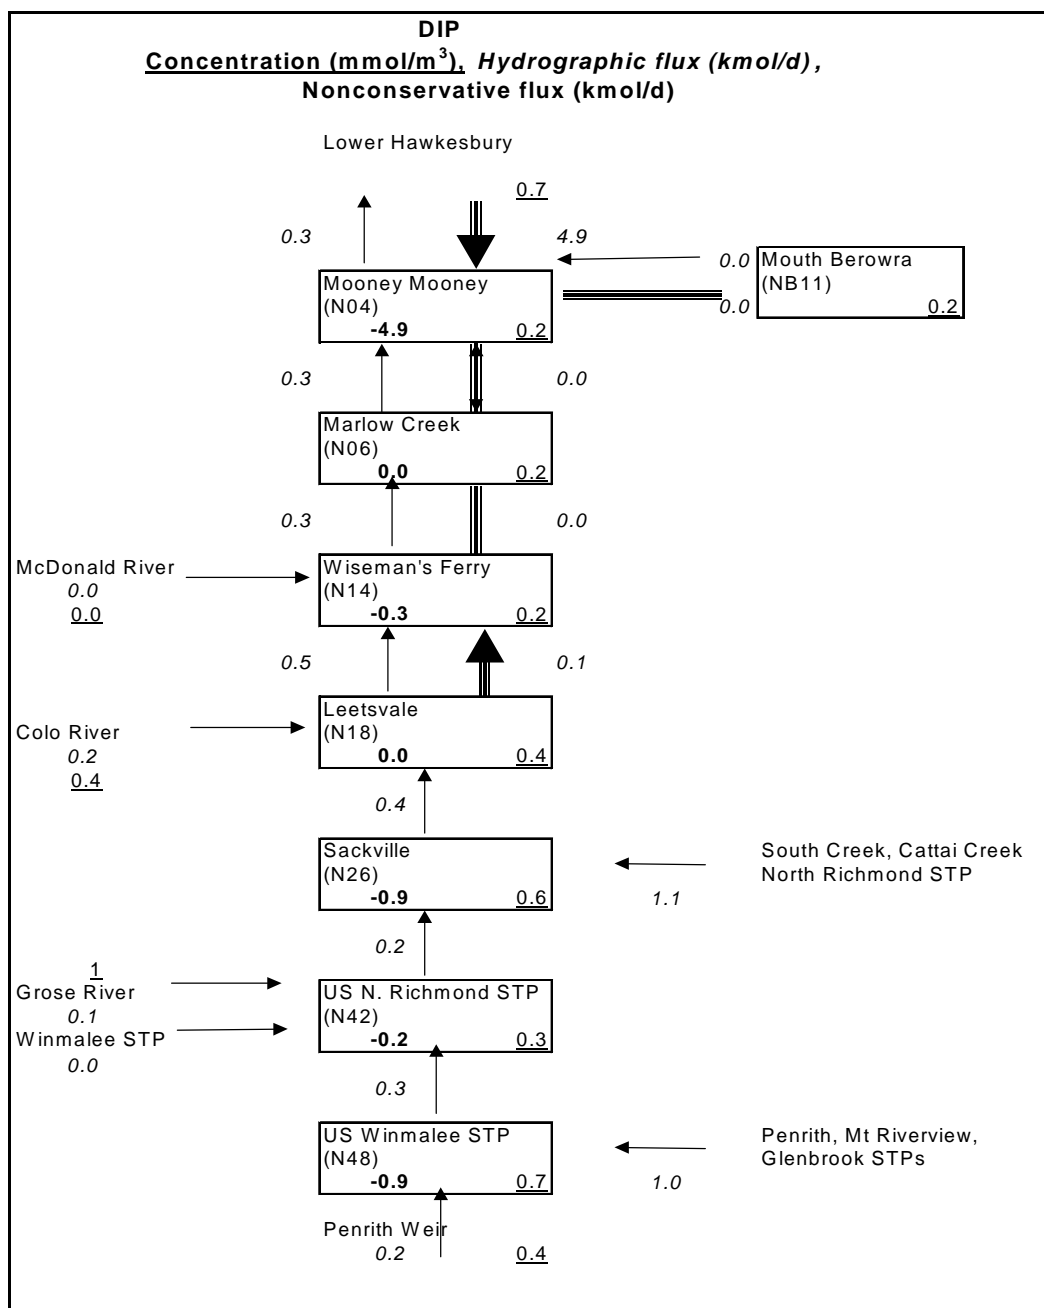 DIP
Concentration (mmol/m³), Hydrographic flux (kmol/d),
Nonconservative flux (kmol/d)
Lower Hawkesbury
0.7
0.3
4.9
Mooney Mooney
(N04)
-4.9
0.2
0.0
0.0
Mouth Berowra
(NB11)
0.2
0.3
0.0
Marlow Creek
(N06)
0.0
0.2
0.3
0.0
McDonald River
0.0
0.0
Wiseman's Ferry
(N14)
-0.3
0.2
0.5
0.1
Colo River
0.2
0.4
Leetsvale
(N18)
0.0
0.4
0.4
Sackville
(N26)
-0.9
0.6
South Creek, Cattai Creek
North Richmond STP
1.1
0.2
1
Grose River
0.1
Winmalee STP
0.0
US N. Richmond STP
(N42)
-0.2
0.3
0.3
US Winmalee STP
(N48)
-0.9
0.7
Penrith, Mt Riverview,
Glenbrook STPs
1.0
Penrith Weir
0.2
0.4